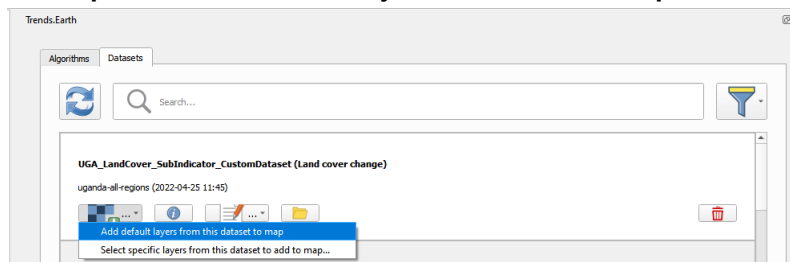 Trends.Earth
Algorithms Datasets
Search...
UGA_LandCover_SubIndicator_CustomDataset (Land cover change)
uganda-all-regions (2022-04-25 11:45)
... ...
Add default layers from this dataset to map
Select specific layers from this dataset to add to map...